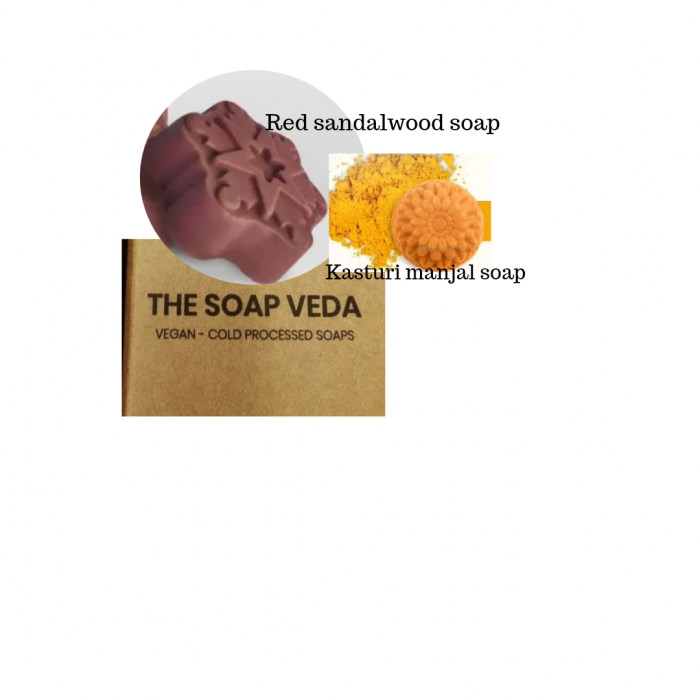 Red sandalwood soap
Kasturi manjal soap
THE SOAP VEDA
VEGAN - COLD PROCESSED SOAPS